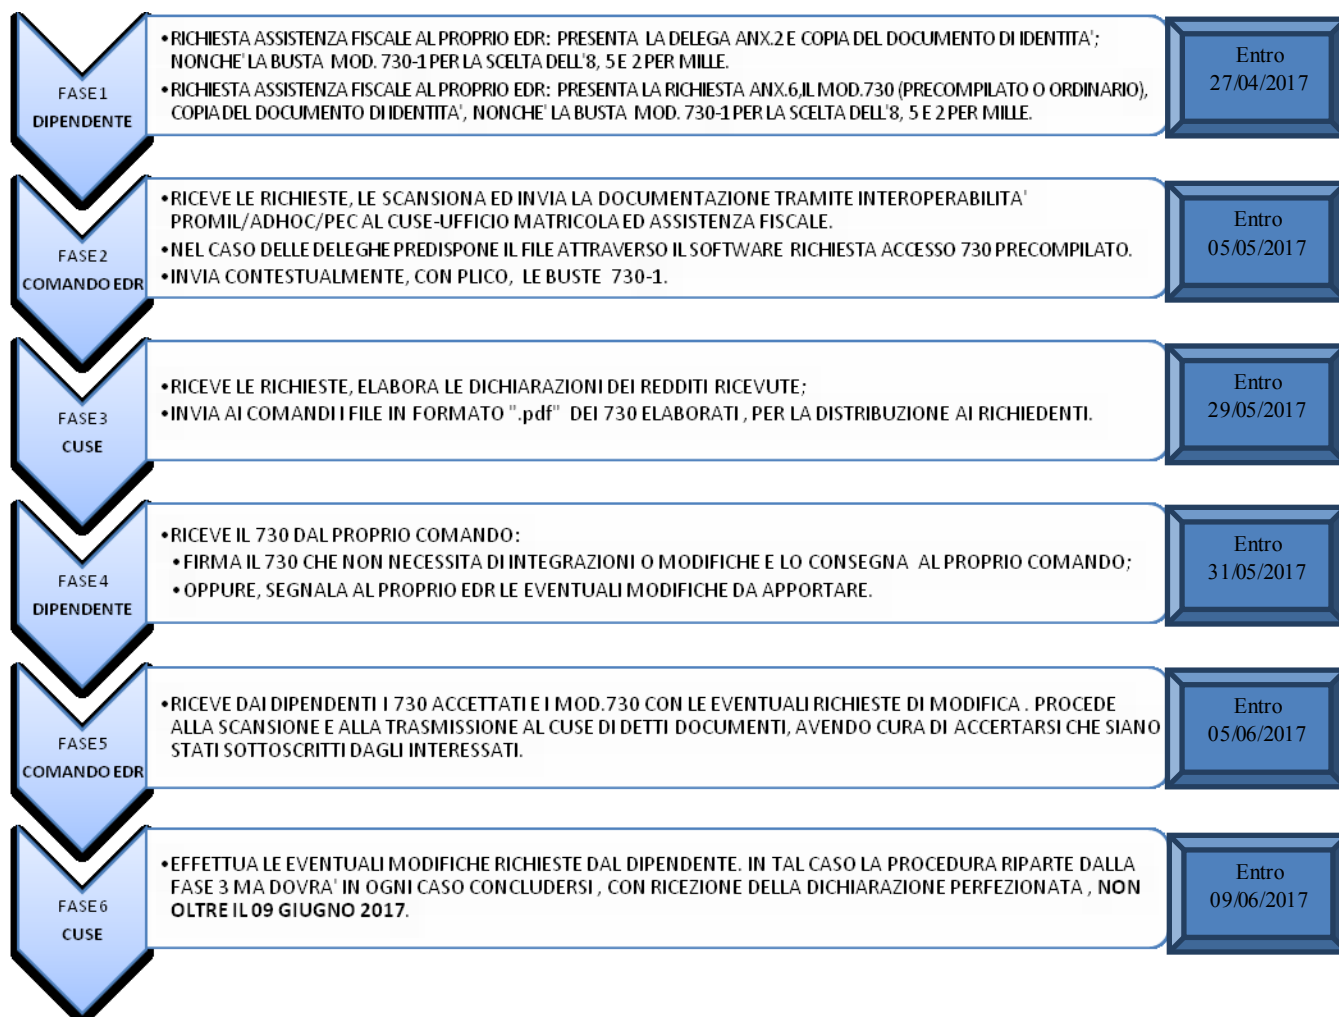 •RICHIESTA ASSISTENZA FISCALE AL PROPRIO EDR: PRESENTA LA DELEGA ANX.2 E COPIA DEL DOCUMENTO DI IDENTITA';
NONCHE' LA BUSTA MOD. 730-1 PER LA SCELTA DELL'8, 5 E 2 PER MILLE.
•RICHIESTA ASSISTENZA FISCALE AL PROPRIO EDR: PRESENTA LA RICHIESTA ANX.6,IL MOD.730 (PRECOMPILATO O ORDINARIO),
COPIA DEL DOCUMENTO DI IDENTITA', NONCHE' LA BUSTA MOD. 730-1 PER LA SCELTA DELL'8, 5 E 2 PER MILLE.
FASE 1
DIPENDENTE
Entro
27/04/2017
•RICEVE LE RICHIESTE, LE SCANSIONA ED INVIA LA DOCUMENTAZIONE TRAMITE INTEROPERABILITA'
PROMIL/ADHOC/PEC AL CUSE-UFFICIO MATRICOLA ED ASSISTENZA FISCALE.
•NEL CASO DELLE DELEGHE PREDISPONE IL FILE ATTRAVERSO IL SOFTWARE RICHIESTA ACCESSO 730 PRECOMPILATO.
•INVIA CONTESTUALMENTE, CON PLICO, LE BUSTE 730-1.
FASE 2
COMANDO EDR
Entro
05/05/2017
•RICEVE LE RICHIESTE, ELABORA LE DICHIARAZIONI DEI REDDITI RICEVUTE;
•INVIA AI COMANDI I FILE IN FORMATO ".pdf" DEI 730 ELABORATI , PER LA DISTRIBUZIONE AI RICHIEDENTI.
FASE 3
CUSE
Entro
29/05/2017
•RICEVE IL 730 DAL PROPRIO COMANDO:
•FIRMA IL 730 CHE NON NECESSITA DI INTEGRAZIONI O MODIFICHE E LO CONSEGNA AL PROPRIO COMANDO;
•OPPURE, SEGNALA AL PROPRIO EDR LE EVENTUALI MODIFICHE DA APPORTARE.
FASE 4
DIPENDENTE
Entro
31/05/2017
•RICEVE DAI DIPENDENTI I 730 ACCETTATI E I MOD.730 CON LE EVENTUALI RICHIESTE DI MODIFICA . PROCEDE
ALLA SCANSIONE E ALLA TRASMISSIONE AL CUSE DI DETTI DOCUMENTI, AVENDO CURA DI ACCERTARSI CHE SIANO
STATI SOTTOSCRITTI DAGLI INTERESSATI.
FASE 5
COMANDO EDR
Entro
05/06/2017
•EFFETTUA LE EVENTUALI MODIFICHE RICHIESTE DAL DIPENDENTE. IN TAL CASO LA PROCEDURA RIPARTE DALLA
FASE 3 MA DOVRA' IN OGNI CASO CONCLUDERSI , CON RICEZIONE DELLA DICHIARAZIONE PERFEZIONATA , NON
OLTRE IL 09 GIUGNO 2017.
FASE 6
CUSE
Entro
09/06/2017